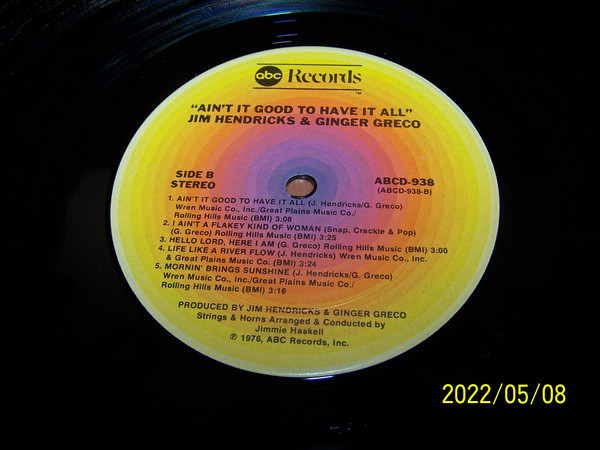 abc Records
™
"AIN'T IT GOOD TO HAVE IT ALL"
JIM HENDRICKS & GINGER GRECO
SIDE B
STEREO
ABCD-938
(ABCD-938-B)
1. AIN'T IT GOOD TO HAVE IT ALL (J. Hendricks/G. Greco)
Wren Music Co., Inc./Great Plains Music Co./
Rolling Hills Music (BMI) 3:08
2. I AIN'T A FLAKEY KIND OF WOMAN (Snap, Crackle & Pop)
(G. Greco) Rolling Hills Music (BMI) 3:25
3. HELLO LORD, HERE I AM (G. Greco) Rolling Hills Music (BMI) 3:00
4. LIFE LIKE A RIVER FLOW (J. Hendricks) Wren Music Co., Inc.
& Great Plains Music Co. (BMI) 3:24
5. MORNIN' BRINGS SUNSHINE (J. Hendricks/G. Greco)
Wren Music Co., Inc./Great Plains Music Co./
Rolling Hills Music (BMI) 3:16
PRODUCED BY JIM HENDRICKS & GINGER GRECO
Strings & Horns Arranged & Conducted by
Jimmie Haskell
℗ 1976, ABC Records, Inc.
2022/05/08